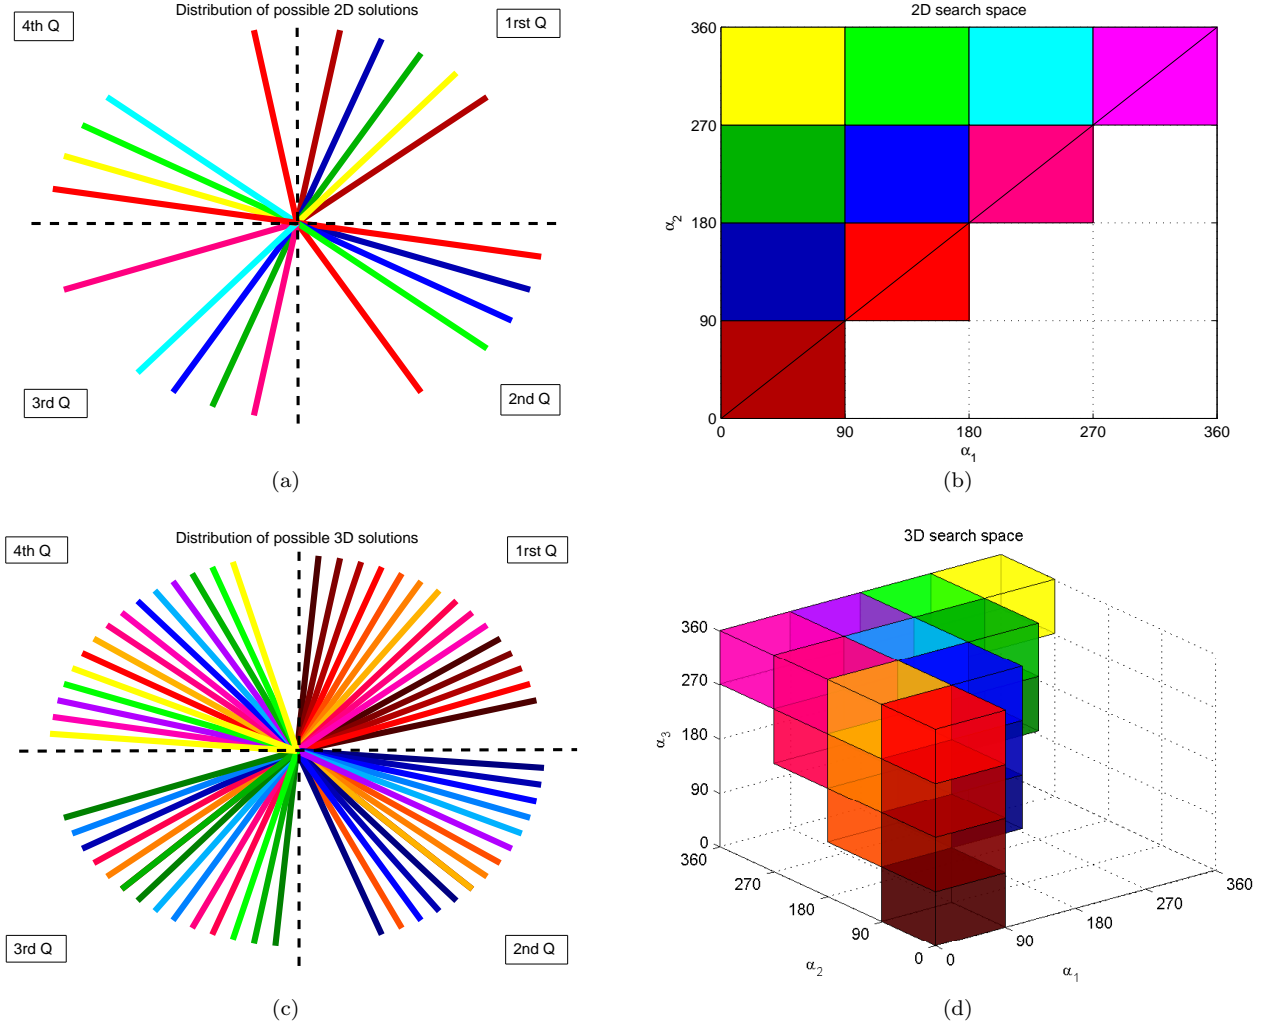 Distribution of possible 2D solutions
4th Q
1rst Q
3rd Q
2nd Q
(a)
2D search space
360
270
180
90
0
α2
0 90 180 270 360
α1
(b)
Distribution of possible 3D solutions
4th Q
1rst Q
3rd Q
2nd Q
(c)
3D search space
360
270
180
90
0
α3
360
270
180
90
0
α2
0
90
180
270
360
α1
(d)